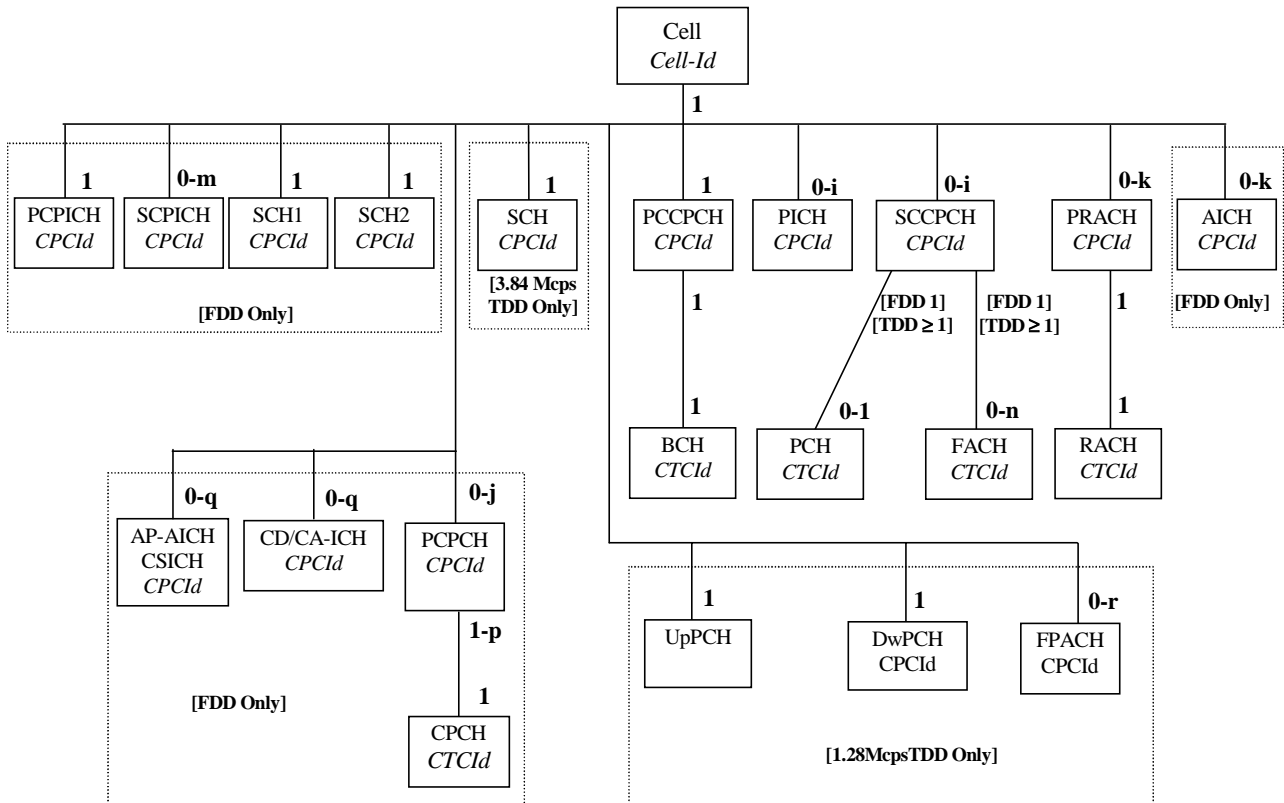 Cell
Cell-Id
1
1
0-m
1
1
1
1
0-i
0-i
0-k
0-k
PCPICH
CPCId
SCPICH
CPCId
SCH1
CPCId
SCH2
CPCId
SCH
CPCId
PCCPCH
CPCId
PICH
CPCId
SCCPCH
CPCId
PRACH
CPCId
AICH
CPCId
[FDD Only]
[3.84 Mcps
TDD Only]
1
[FDD 1]
[TDD ≥ 1]
[FDD 1]
[TDD ≥ 1]
1
[FDD Only]
1
0-1
0-n
1
BCH
CTCId
PCH
CTCId
FACH
CTCId
RACH
CTCId
0-q
0-q
0-j
AP-AICH
CSICH
CPCId
CD/CA-ICH
CPCId
PCPCH
CPCId
1-p
1
CPCH
CTCId
[FDD Only]
1
1
0-r
UpPCH
DwPCH
CPCId
FPACH
CPCId
[1.28McpsTDD Only]